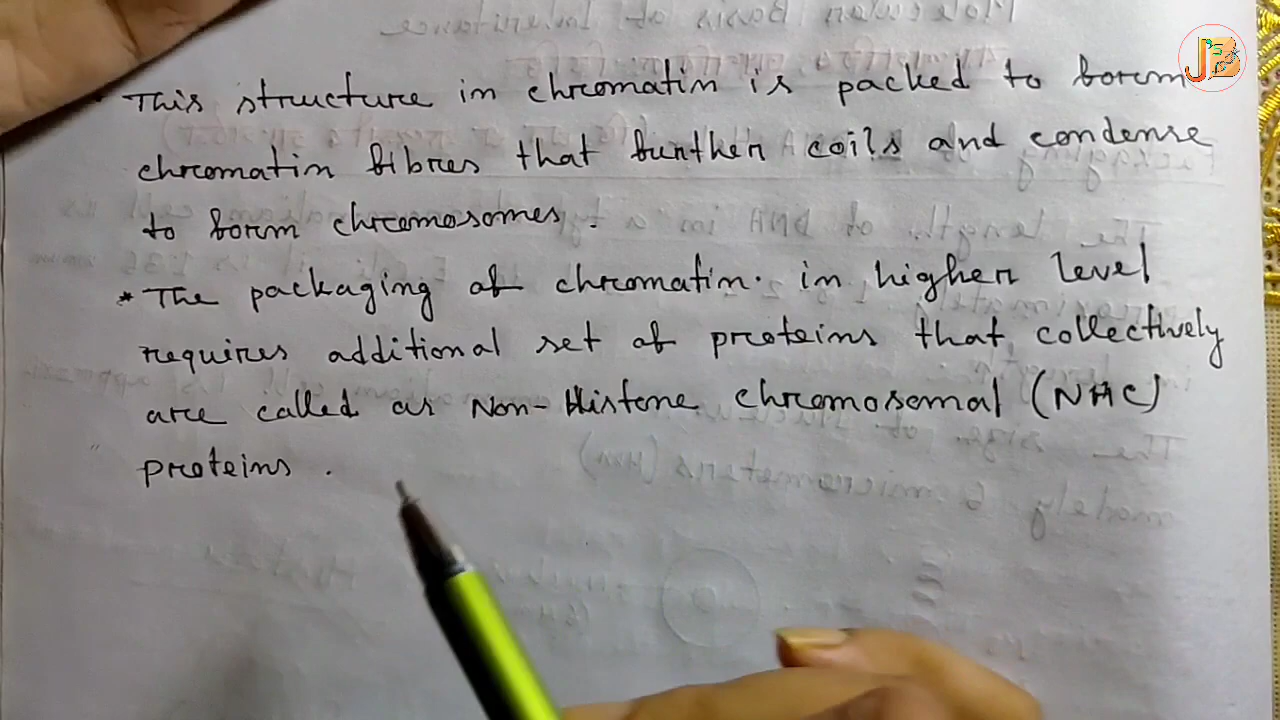 This structure in chromatin is packed to form
chromatin fibres that further coils and condense
to form chromosomes.
* The packaging of chromatin. in higher level
requires additional set of proteins that collectively
are called as Non-Histone chromosomal (NHC)
proteins.